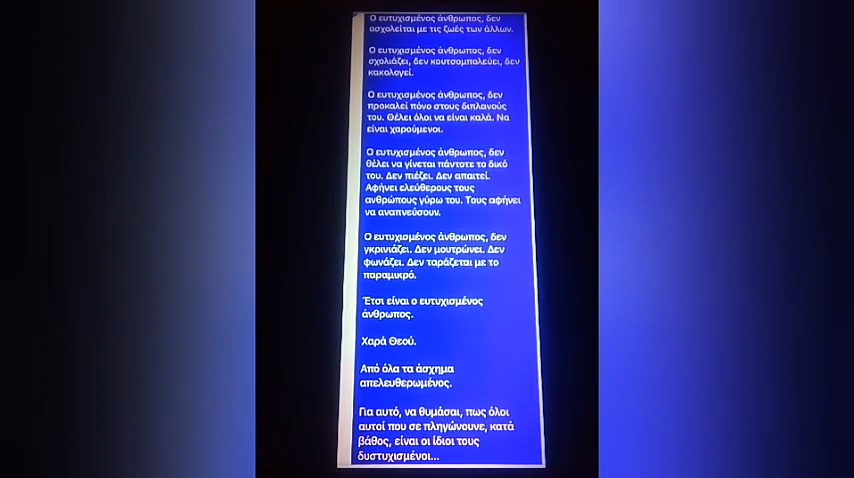 Ο ευτυχισμένος άνθρωπος, δεν
ασχολείται με τις ζωές των άλλων.
Ο ευτυχισμένος άνθρωπος, δεν
σχολιάζει, δεν κουτσομπολεύει, δεν
κακολογεί.
Ο ευτυχισμένος άνθρωπος, δεν
προκαλεί πόνο στους διπλανούς
του. Θέλει όλοι να είναι καλά. Να
είναι χαρούμενοι.
Ο ευτυχισμένος άνθρωπος, δεν
θέλει να γίνεται πάντοτε το δικό
του. Δεν πιέζει. Δεν απαιτεί.
Αφήνει ελεύθερους τους
ανθρώπους γύρω του. Τους αφήνει
να αναπνεύσουν.
Ο ευτυχισμένος άνθρωπος, δεν
γκρινιάζει. Δεν μουτρώνει. Δεν
φωνάζει. Δεν ταράζεται με το
παραμικρό.
Έτσι είναι ο ευτυχισμένος
άνθρωπος.
Χαρά Θεού.
Από όλα τα άσχημα
απελευθερωμένος.
Για αυτό, να θυμάσαι, πως όλοι
αυτοί που σε πληγώνουνε, κατά
βάθος, είναι οι ίδιοι τους
δυστυχισμένοι...